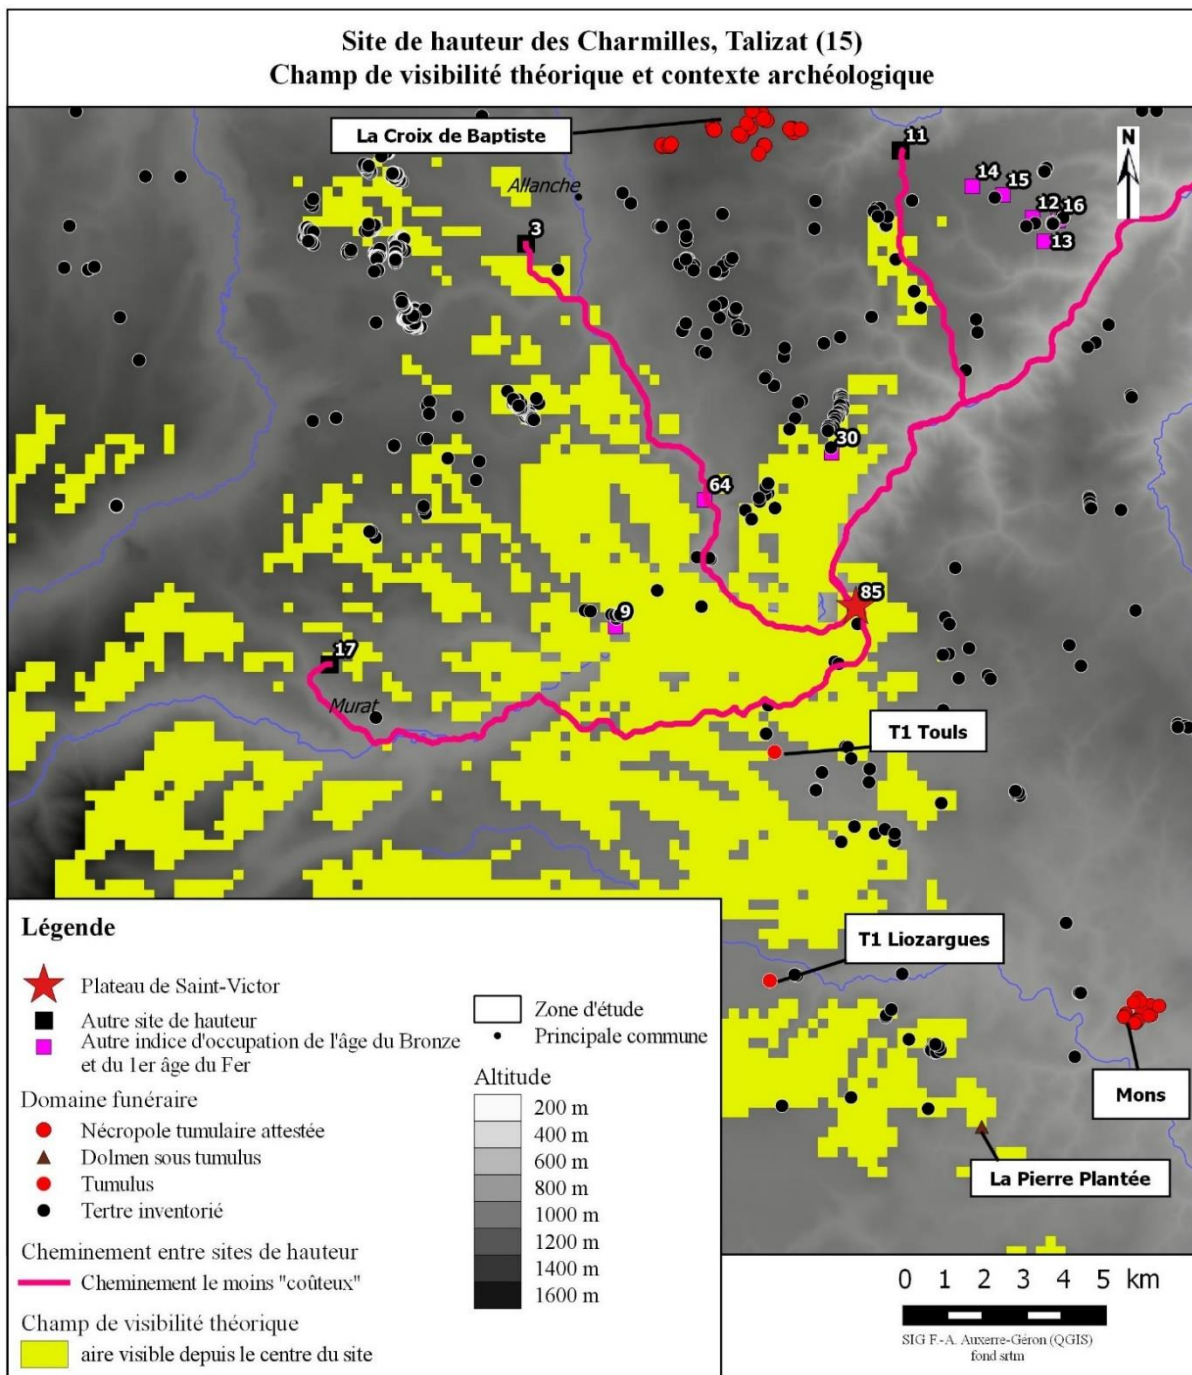 Site de hauteur des Charmilles, Talizat (15)
Champ de visibilité théorique et contexte archéologique
La Croix de Baptiste
11
N
Allanche
14
15
12
16
13
3
30
64
85
9
17
Murat
T1 Touls
T1 Liozargues
Mons
La Pierre Plantée
Légende
Plateau de Saint-Victor
Autre site de hauteur
Autre indice d'occupation de l'âge du Bronze
et du 1er âge du Fer
Domaine funéraire
Nécropole tumulaire attestée
Dolmen sous tumulus
Tumulus
Tertre inventorié
Cheminement entre sites de hauteur
Cheminement le moins "coûteux"
Champ de visibilité théorique
aire visible depuis le centre du site
Zone d'étude
Principale commune
Altitude
200 m
400 m
600 m
800 m
1000 m
1200 m
1400 m
1600 m
0 1 2 3 4 5 km
SIG F.-A. Auxerre-Géron (QGIS)
fond srtm